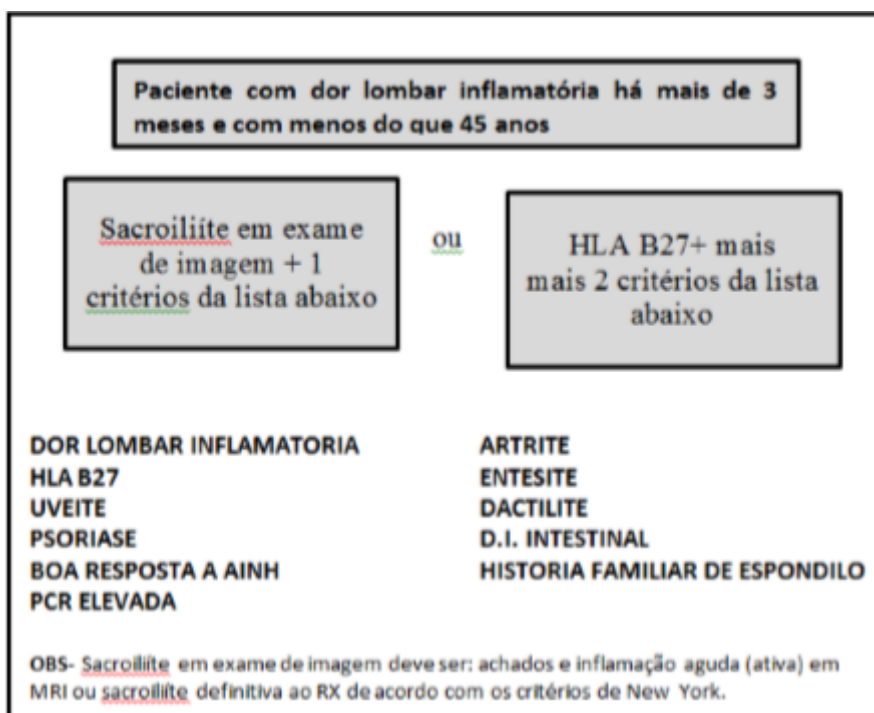 Paciente com dor lombar inflamatória há mais de 3
meses e com menos do que 45 anos
Sacroiliíte em exame
de imagem + 1
critérios da lista abaixo
ou
HLA B27+ mais
mais 2 critérios da lista
abaixo
DOR LOMBAR INFLAMATORIA
HLA B27
UVEITE
PSORIASE
BOA RESPOSTA A AINH
PCR ELEVADA
ARTRITE
ENTESITE
DACTILITE
D.I. INTESTINAL
HISTORIA FAMILIAR DE ESPONDILO
OBS- Sacroiliíte em exame de imagem deve ser: achados e inflamação aguda (ativa) em
MRI ou sacroiliíte definitiva ao RX de acordo com os critérios de New York.